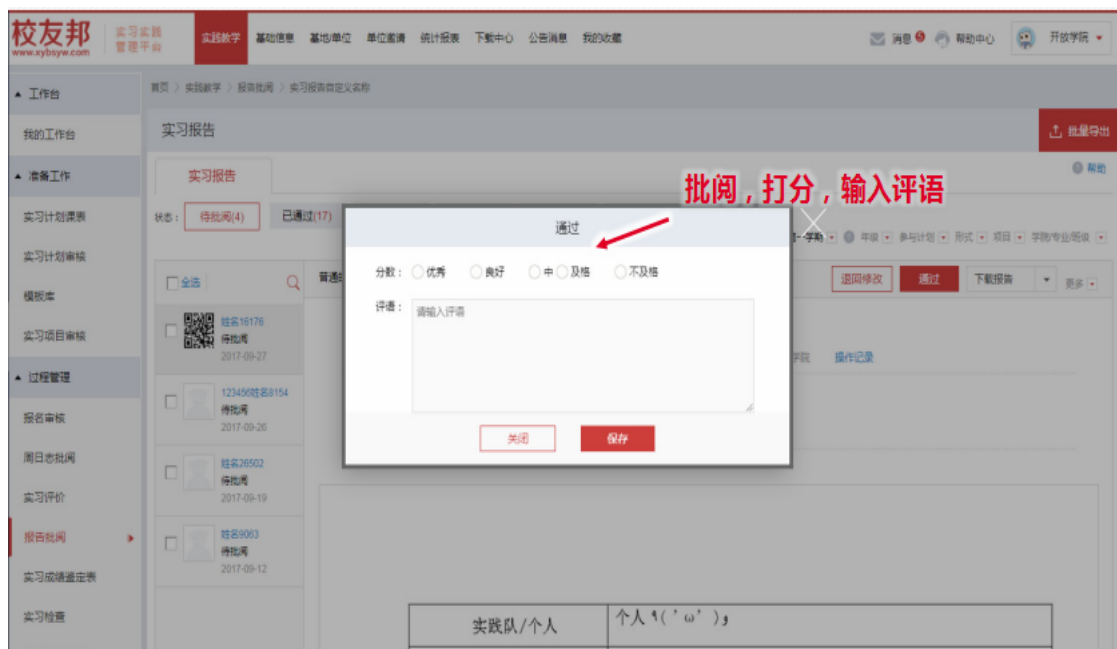 校友邦
www.xybsyw.com
实习实践
管理平台
实践教学 基础信息 基地/单位 单位邀请 统计报表 下载中心 公告消息 我的收藏
消息 5 帮助中心 开放学院
工作台
首页 〉 实践教学 〉 报告批阅 〉 实习报告自定义名称
我的工作台
实习报告
批量导出
准备工作
实习报告
帮助
批阅，打分，输入评语
实习计划课表
状态： 待批阅(4) 已通过(17)
通过
学期 年级 参与计划 形式 项目 学院/专业/班级
实习计划审核
分数： 优秀 良好 中 及格 不及格
全选
退回修改 通过 下载报告 更多
模板库
评语： 请输入评语
实习项目审核
姓名16176
待批阅
2017-09-27
学院 操作记录
过程管理
123456姓名8154
待批阅
2017-09-26
报名审核
关闭 保存
周日志批阅
姓名26502
待批阅
2017-09-19
实习评价
报告批阅
姓名9063
待批阅
2017-09-12
实习成绩鉴定表
实习检查
实践队/个人 个人 ٩( 'ω' )و